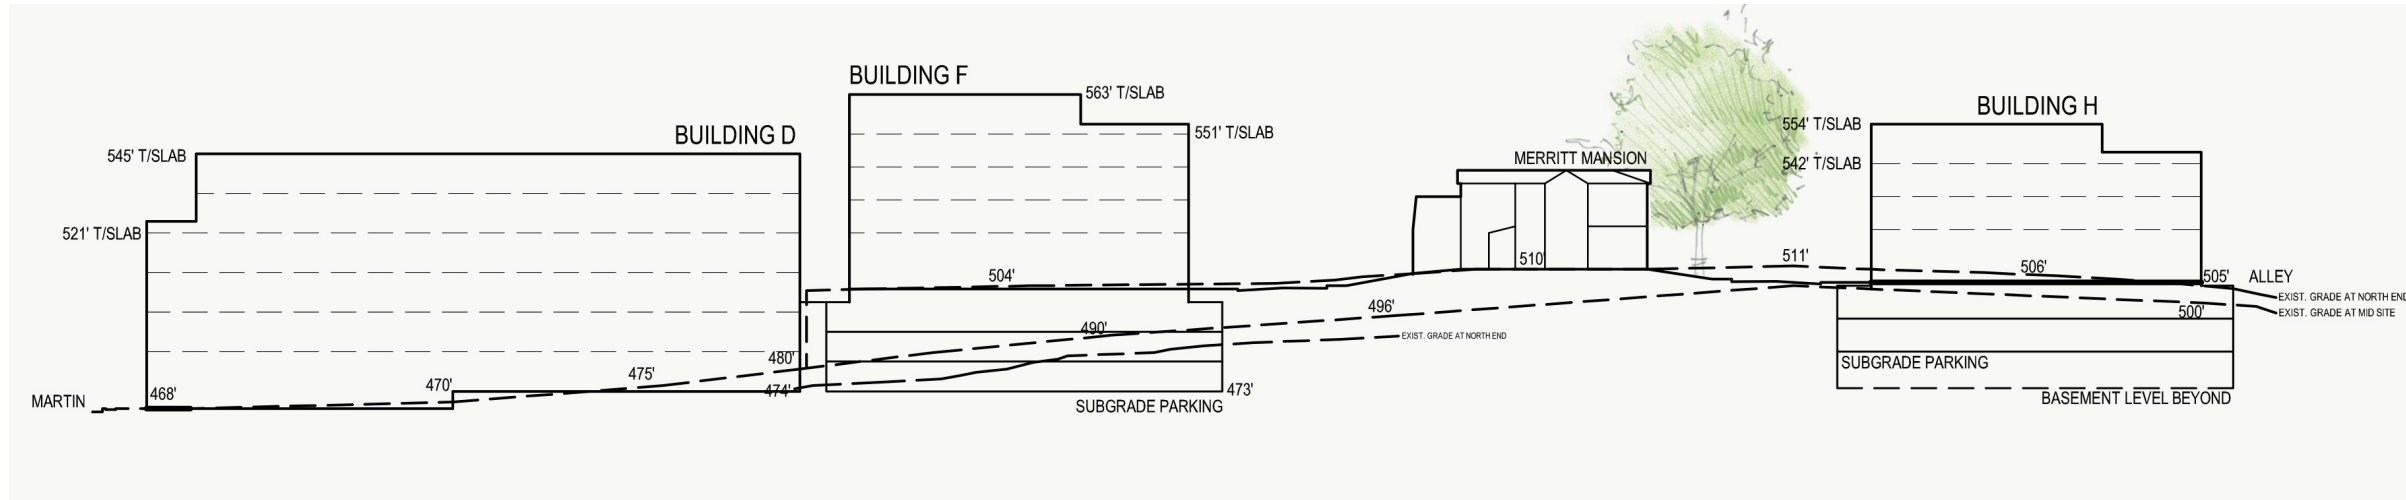 BUILDING F
563' T/SLAB
BUILDING H
BUILDING D
551' T/SLAB
554' T/SLAB
545' T/SLAB
MERRITT MANSION
542' T/SLAB
521' T/SLAB
504'
510'
511'
506'
505'
ALLEY
EXIST. GRADE AT NORTH END
496'
500'
EXIST. GRADE AT MID SITE
490'
EXIST. GRADE AT NORTH END
480'
475'
SUBGRADE PARKING
470'
474'
473'
468'
MARTIN
SUBGRADE PARKING
BASEMENT LEVEL BEYOND